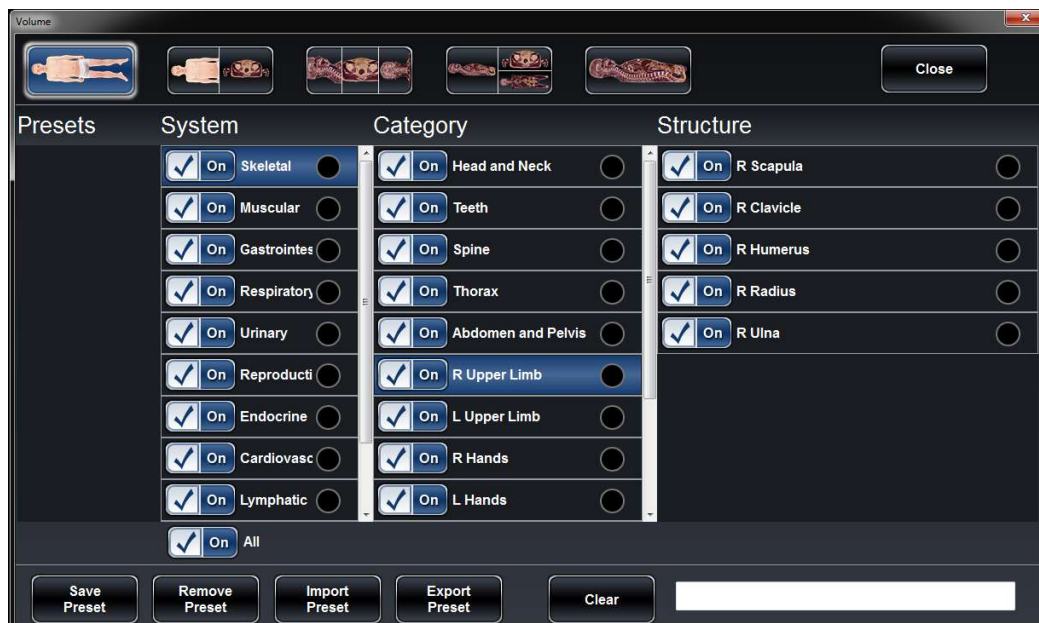 Volume
Close
Presets
System
Category
Structure
On Skeletal
On Muscular
On Gastrointes
On Respiratory
On Urinary
On Reproducti
On Endocrine
On Cardiovasc
On Lymphatic
On All
On Head and Neck
On Teeth
On Spine
On Thorax
On Abdomen and Pelvis
On R Upper Limb
On L Upper Limb
On R Hands
On L Hands
On R Scapula
On R Clavicle
On R Humerus
On R Radius
On R Ulna
Save
Preset
Remove
Preset
Import
Preset
Export
Preset
Clear